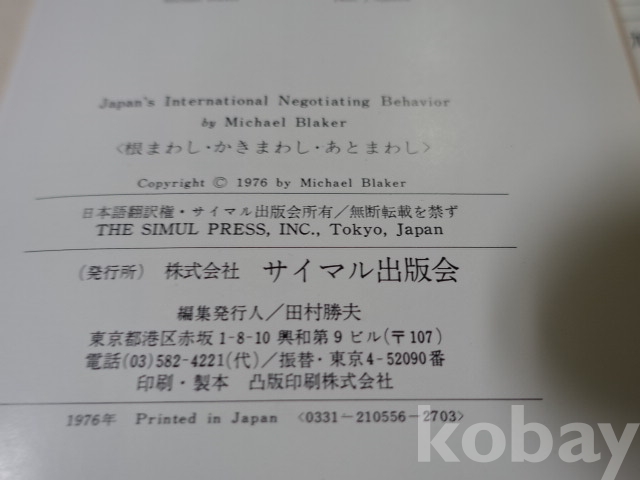 Japan's International Negotiating Behavior
by Michael Blaker
〈根まわし・かきまわし・あとまわし〉
Copyright © 1976 by Michael Blaker
日本語翻訳権・サイマル出版会所有/無断転載を禁ず
THE SIMUL PRESS, INC., Tokyo, Japan
(発行所) 株式会社 サイマル出版会
編集発行人/田村勝夫
東京都港区赤坂1-8-10 興和第9ビル(〒107)
電話(03)582-4221(代)/振替・東京4-52090番
印刷・製本 凸版印刷株式会社
1976年 Printed in Japan 〈0331-210556-2703〉
kobay